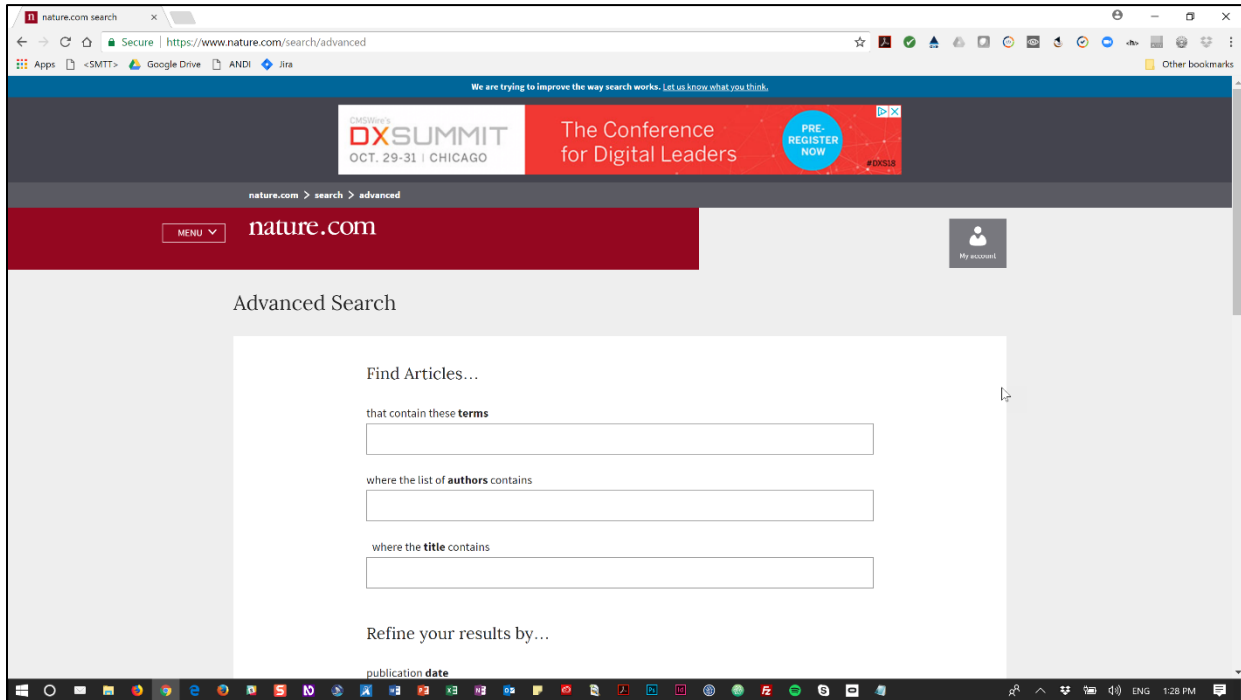 nature.com search
Secure | https://www.nature.com/search/advanced
Apps <SMTT> Google Drive ANDI Jira Other bookmarks
We are trying to improve the way search works. Let us know what you think.
CMSWire's
DXSUMMIT
OCT. 29-31 | CHICAGO
The Conference
for Digital Leaders
PRE-
REGISTER
NOW
#DXS18
nature.com > search > advanced
MENU
nature.com
My account
Advanced Search
Find Articles…
that contain these terms
where the list of authors contains
where the title contains
Refine your results by…
publication date
ENG 1:28 PM